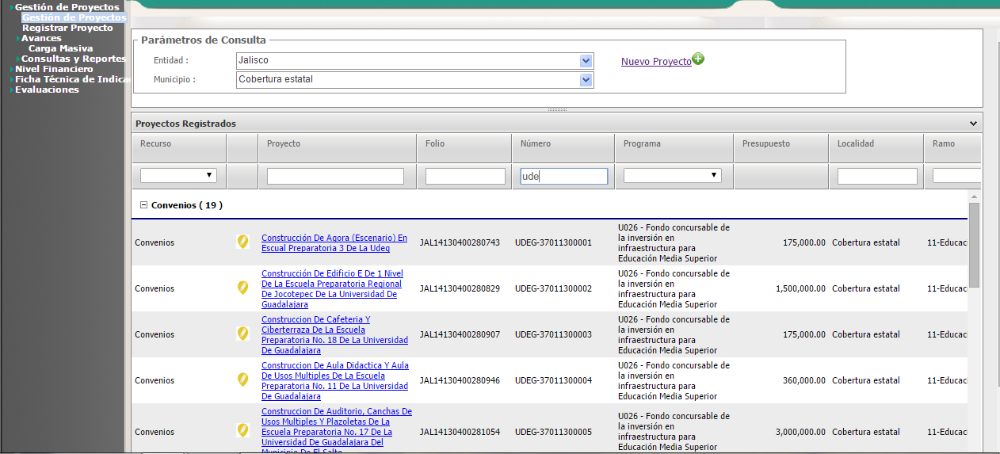 Gestión de Proyectos
Gestión de Proyectos
Registrar Proyecto
Avances
Carga Masiva
Consultas y Reportes
Nivel Financiero
Ficha Técnica de Indica
Evaluaciones
Parámetros de Consulta
Entidad : Jalisco Nuevo Proyecto
Municipio : Cobertura estatal
Proyectos Registrados
Recurso Proyecto Folio Número Programa Presupuesto Localidad Ramo
ude
Convenios ( 19 )
Convenios
Construcción De Agora (Escenario) En
Escual Preparatoria 3 De La Udeg
JAL14130400280743 UDEG-37011300001
U026 - Fondo concursable de
la inversión en
infraestructura para
Educación Media Superior
175,000.00 Cobertura estatal 11-Educac
Convenios
Construcción De Edificio E De 1 Nivel
De La Escuela Preparatoria Regional
De Jocotepec De La Universidad De
Guadalajara
JAL14130400280829 UDEG-37011300002
U026 - Fondo concursable de
la inversión en
infraestructura para
Educación Media Superior
1,500,000.00 Cobertura estatal 11-Educac
Convenios
Construccion De Cafeteria Y
Ciberterraza De La Escuela
Preparatoria No. 18 De La Universidad
De Guadalajara
JAL14130400280907 UDEG-37011300003
U026 - Fondo concursable de
la inversión en
infraestructura para
Educación Media Superior
175,000.00 Cobertura estatal 11-Educac
Convenios
Construccion De Aula Didactica Y Aula
De Usos Multiples De La Escuela
Preparatoria No. 11 De La Universidad
De Guadalajara
JAL14130400280946 UDEG-37011300004
U026 - Fondo concursable de
la inversión en
infraestructura para
Educación Media Superior
360,000.00 Cobertura estatal 11-Educac
Convenios
Construccion De Auditorio, Canchas De
Usos Multiples Y Plazoletas De La
Escuela Preparatoria No. 17 De La
Universidad De Guadalajara Del
Municipio De El Salto
JAL14130400281054 UDEG-37011300005
U026 - Fondo concursable de
la inversión en
infraestructura para
Educación Media Superior
3,000,000.00 Cobertura estatal 11-Educac